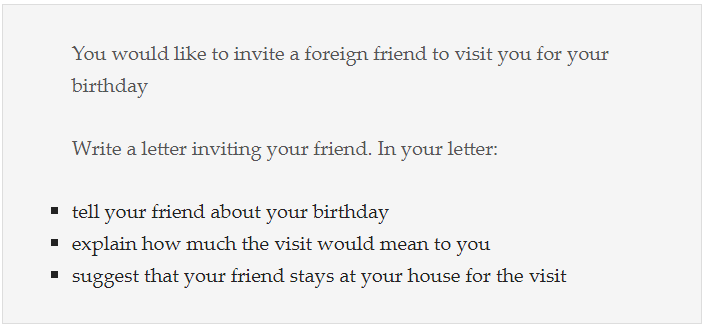 You would like to invite a foreign friend to visit you for your
birthday
Write a letter inviting your friend. In your letter:
▪ tell your friend about your birthday
▪ explain how much the visit would mean to you
▪ suggest that your friend stays at your house for the visit